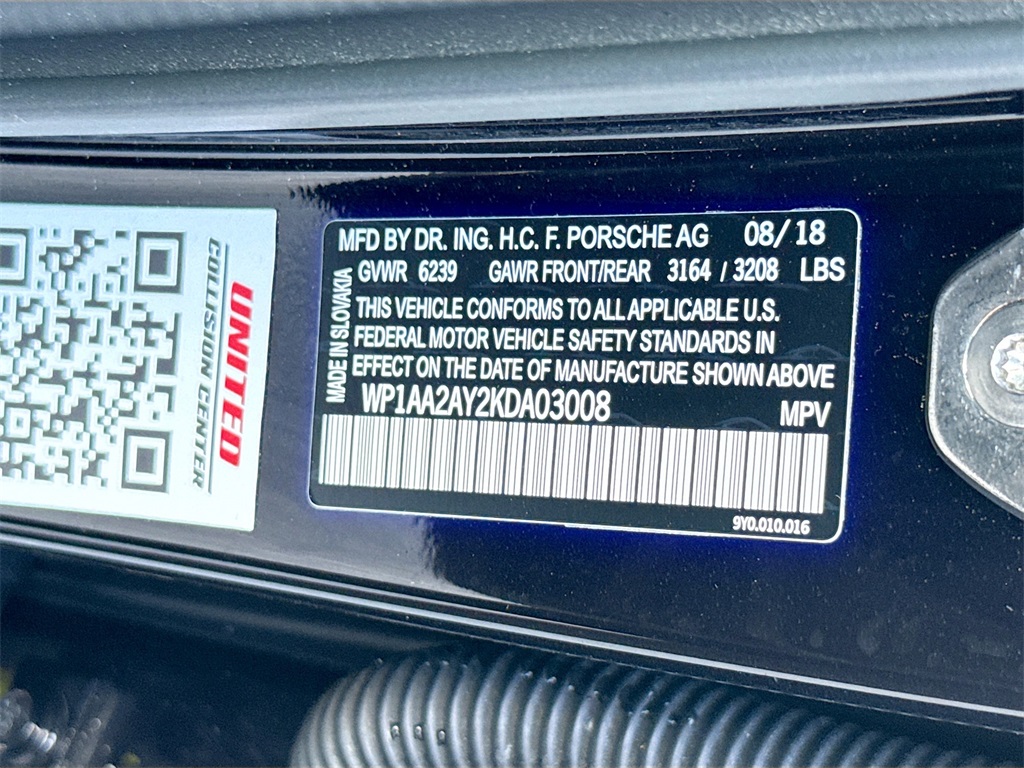 UNITED
COLLISION CENTER
MFD BY DR. ING. H.C. F. PORSCHE AG 08/18
GVWR 6239 GAWR FRONT/REAR 3164 / 3208 LBS
MADE IN SLOVAKIA
THIS VEHICLE CONFORMS TO ALL APPLICABLE U.S.
FEDERAL MOTOR VEHICLE SAFETY STANDARDS IN
EFFECT ON THE DATE OF MANUFACTURE SHOWN ABOVE
WP1AA2AY2KDA03008 MPV
9Y0.010.016